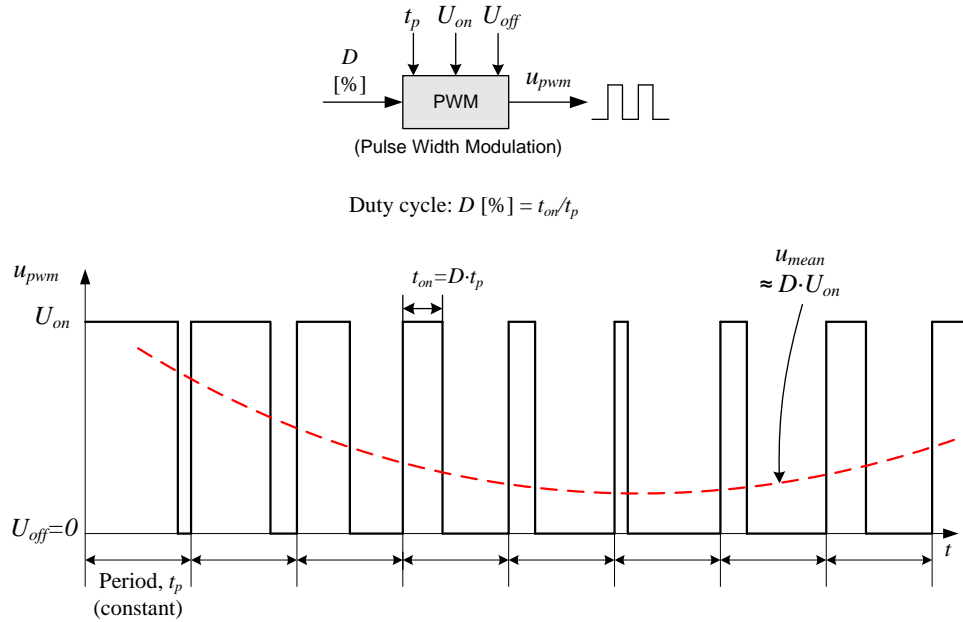 t_p U_on U_off
D
[%]
PWM
u_pwm
(Pulse Width Modulation)
Duty cycle: D [%] = t_on/t_p
u_pwm
t_on=D·t_p
u_mean
≈ D·U_on
U_on
U_off=0
t
Period, t_p
(constant)